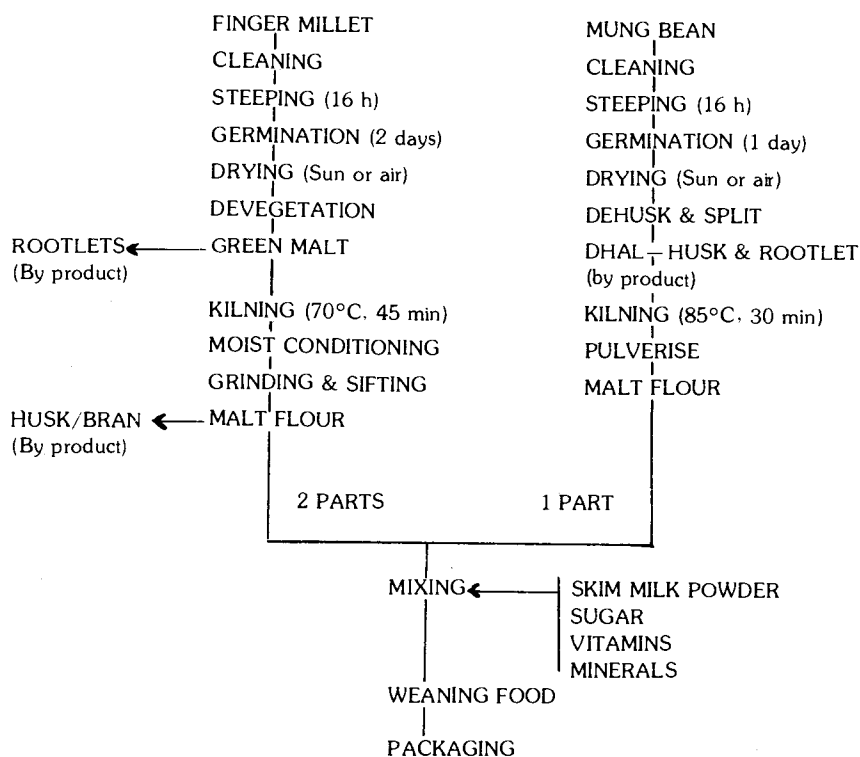 FINGER MILLET
CLEANING
STEEPING (16 h)
GERMINATION (2 days)
DRYING (Sun or air)
DEVEGETATION
ROOTLETS
(By product)
GREEN MALT
KILNING (70°C, 45 min)
MOIST CONDITIONING
GRINDING & SIFTING
HUSK/BRAN
(By product)
MALT FLOUR
2 PARTS
MUNG BEAN
CLEANING
STEEPING (16 h)
GERMINATION (1 day)
DRYING (Sun or air)
DEHUSK & SPLIT
DHAL – HUSK & ROOTLET
(by product)
KILNING (85°C, 30 min)
PULVERISE
MALT FLOUR
1 PART
MIXING
SKIM MILK POWDER
SUGAR
VITAMINS
MINERALS
WEANING FOOD
PACKAGING